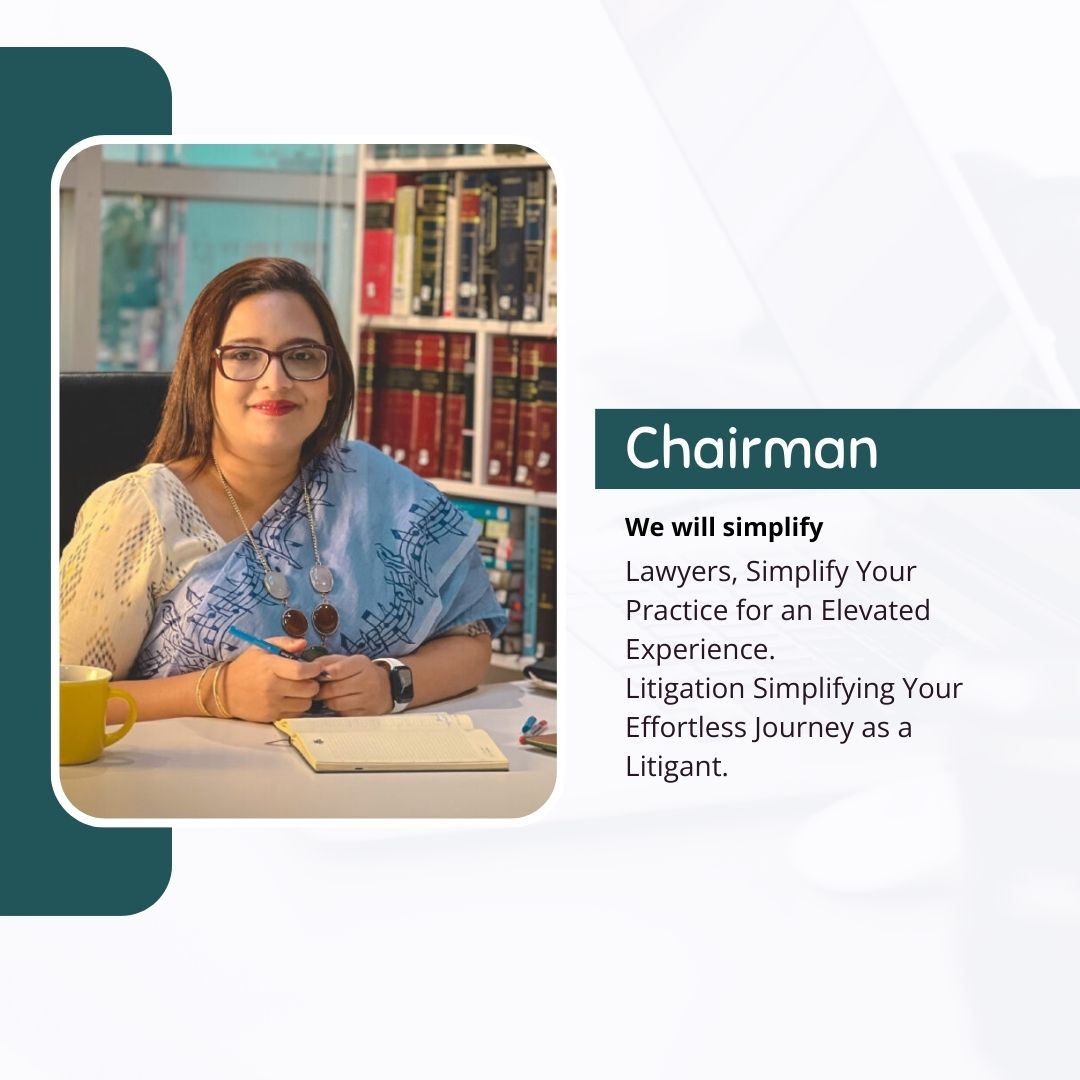 Chairman
We will simplify
Lawyers, Simplify Your
Practice for an Elevated
Experience.
Litigation Simplifying Your
Effortless Journey as a
Litigant.